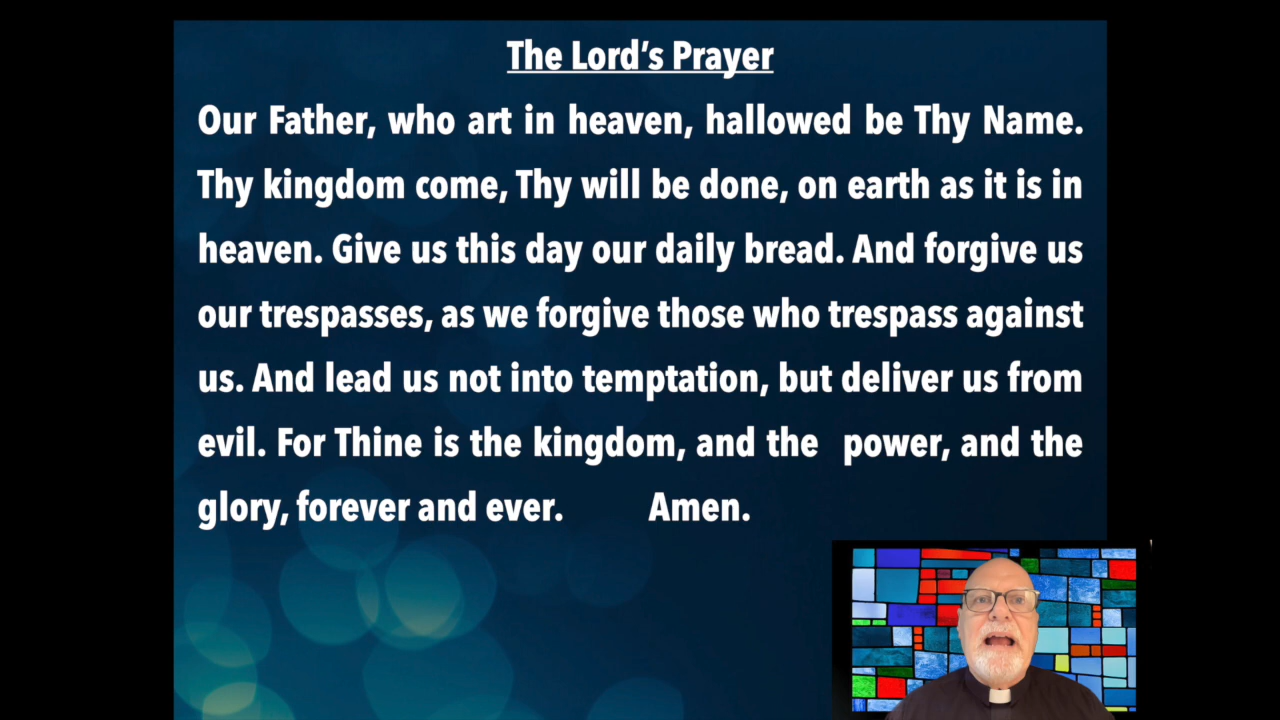 The Lord's Prayer
Our Father, who art in heaven, hallowed be Thy Name.
Thy kingdom come, Thy will be done, on earth as it is in
heaven. Give us this day our daily bread. And forgive us
our trespasses, as we forgive those who trespass against
us. And lead us not into temptation, but deliver us from
evil. For Thine is the kingdom, and the power, and the
glory, forever and ever. Amen.